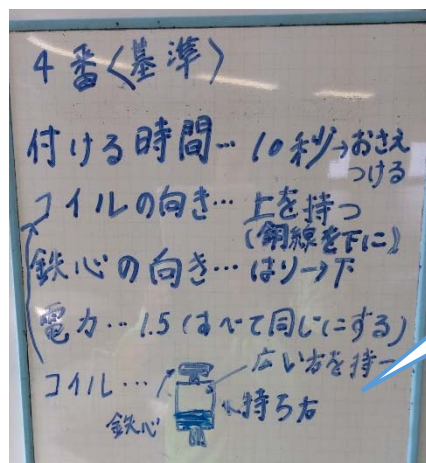 4番〈基準〉
付ける時間…10秒→おさえ
つける
コイルの向き…上を持つ
(銅線を下に)
鉄心の向き…はり→下
電力…1.5(すべて同じにする)
コイル…
広い方を持つ
持ち方
鉄心